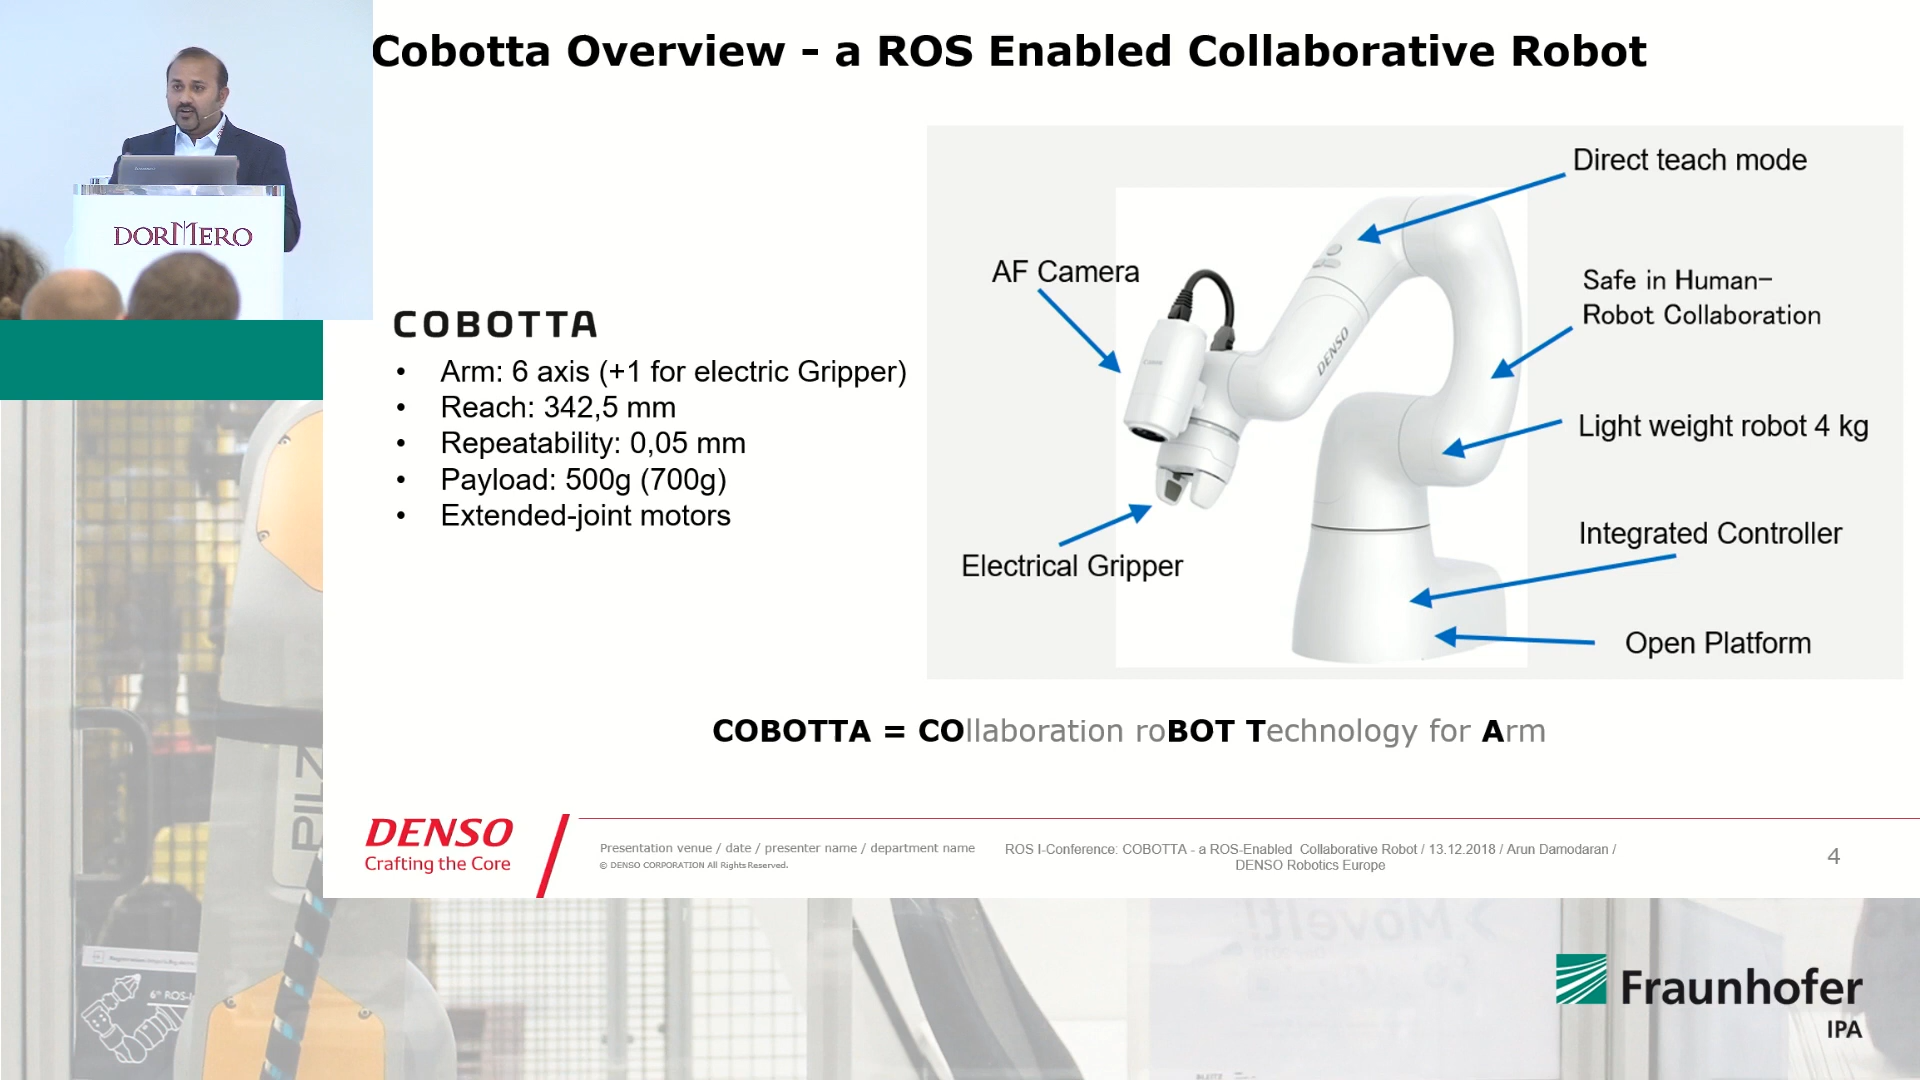 Cobotta Overview - a ROS Enabled Collaborative Robot
DORMERO
COBOTTA
• Arm: 6 axis (+1 for electric Gripper)
• Reach: 342,5 mm
• Repeatability: 0,05 mm
• Payload: 500g (700g)
• Extended-joint motors
Direct teach mode
AF Camera
Safe in Human-
Robot Collaboration
DENSO
Light weight robot 4 kg
Integrated Controller
Electrical Gripper
Open Platform
COBOTTA = COllaboration roBOT Technology for Arm
PILZ
DENSO
Crafting the Core
Presentation venue / date / presenter name / department name
© DENSO CORPORATION All Rights Reserved.
ROS I-Conference: COBOTTA - a ROS-Enabled Collaborative Robot / 13.12.2018 / Arun Damodaran /
DENSO Robotics Europe
4
>MoveIt!
6th ROS-I
Fraunhofer
IPA